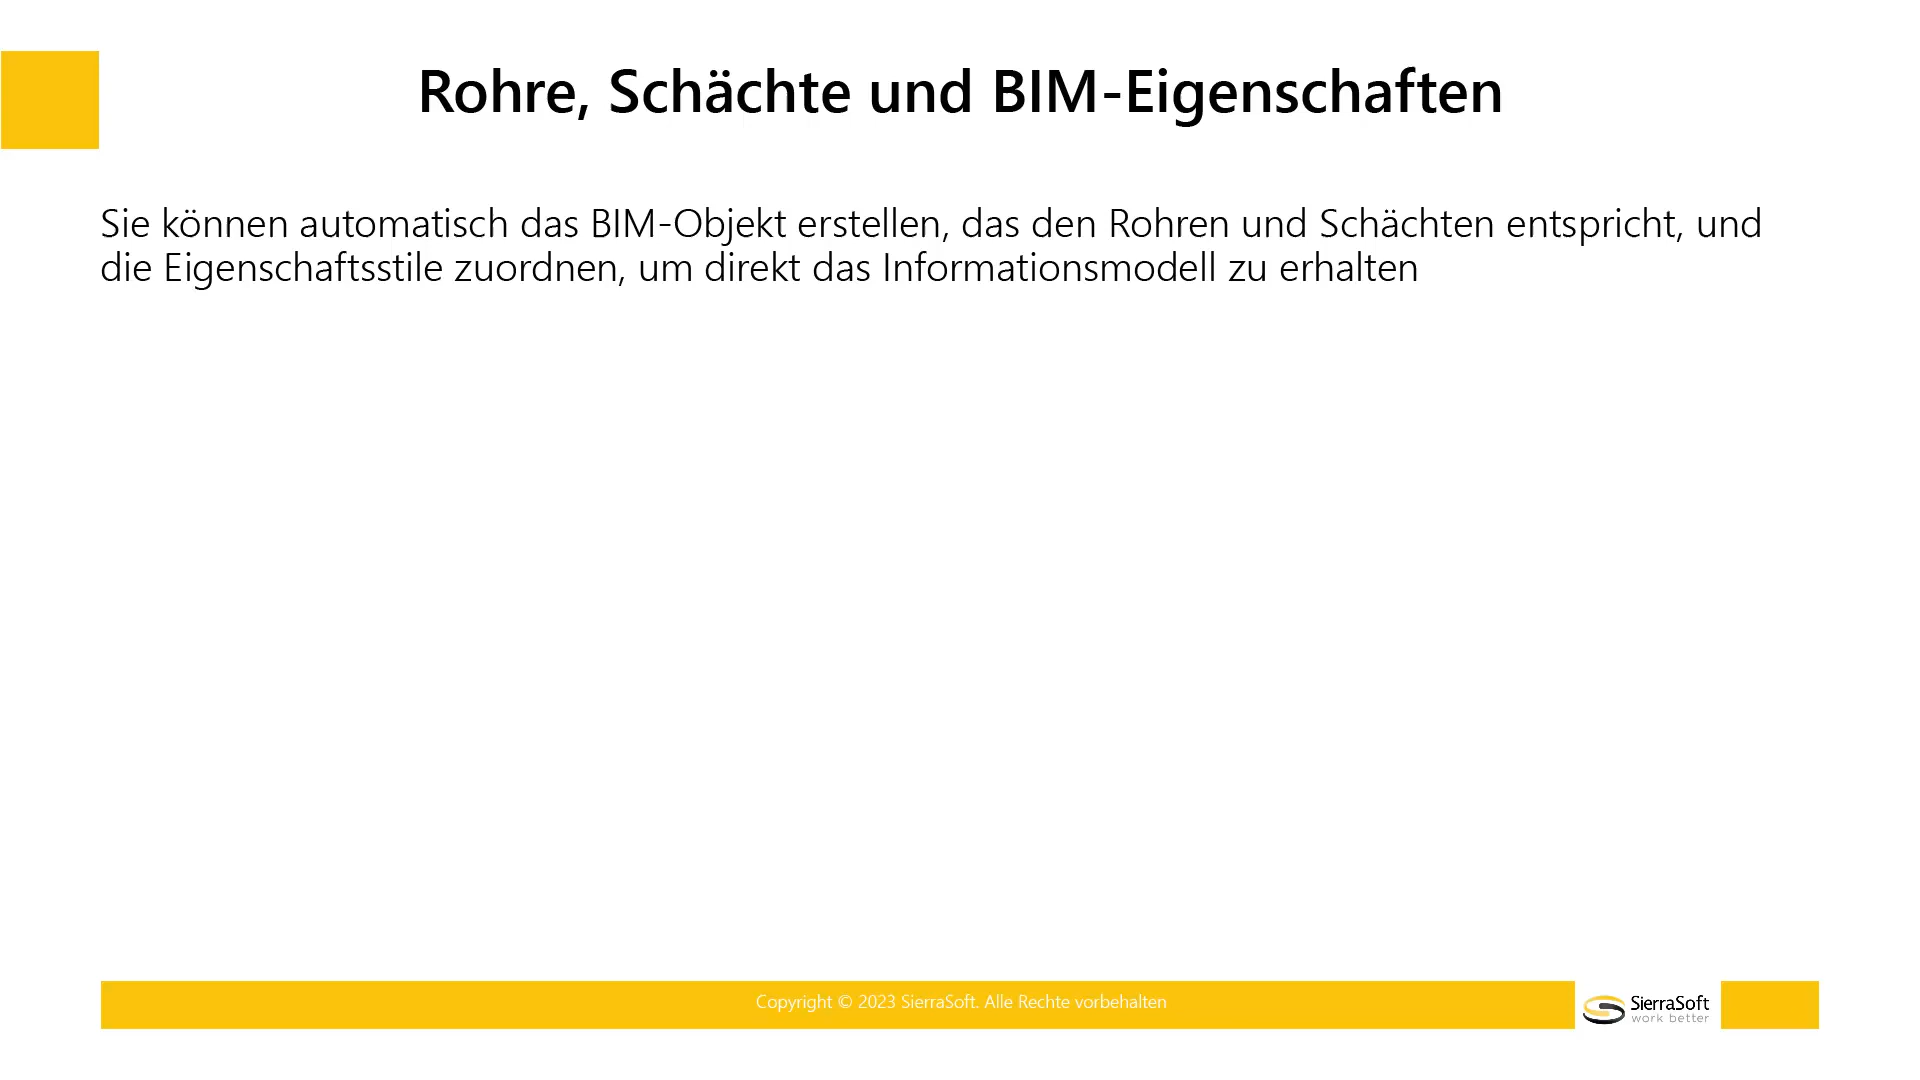 Rohre, Schächte und BIM-Eigenschaften
Sie können automatisch das BIM-Objekt erstellen, das den Rohren und Schächten entspricht, und
die Eigenschaftsstile zuordnen, um direkt das Informationsmodell zu erhalten
Copyright © 2023 SierraSoft. Alle Rechte vorbehalten
SierraSoft
work better